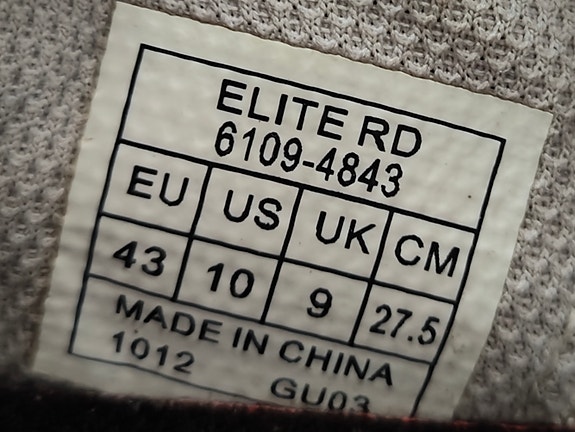 ELITE RD
6109-4843
EU US UK CM
43 10 9 27.5
MADE IN CHINA
1012 GU03